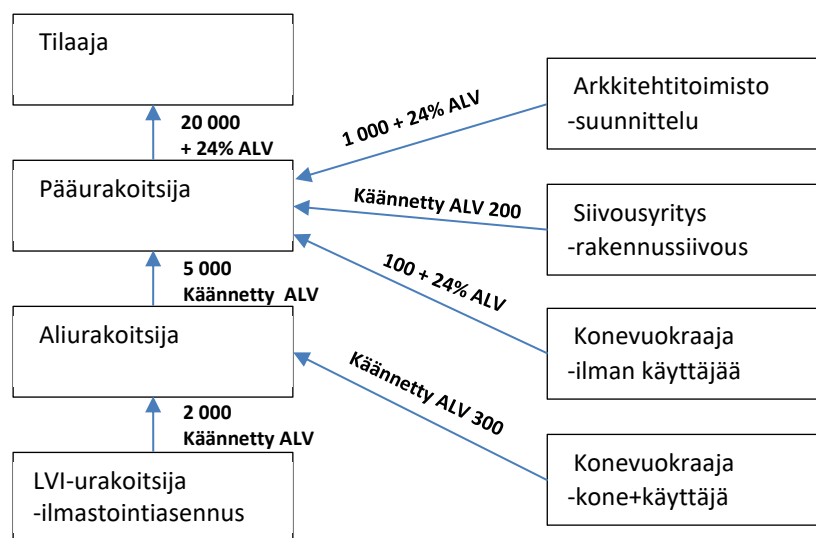 Tilaaja
20 000
+ 24% ALV
Pääurakoitsija
5 000
Käännetty ALV
Aliurakoitsija
2 000
Käännetty ALV
LVI-urakoitsija
-ilmastointiasennus
1 000 + 24% ALV
Arkkitehtitoimisto
-suunnittelu
Käännetty ALV 200
Siivousyritys
-rakennussiivous
100 + 24% ALV
Konevuokraaja
-ilman käyttäjää
Käännetty ALV 300
Konevuokraaja
-kone+käyttäjä